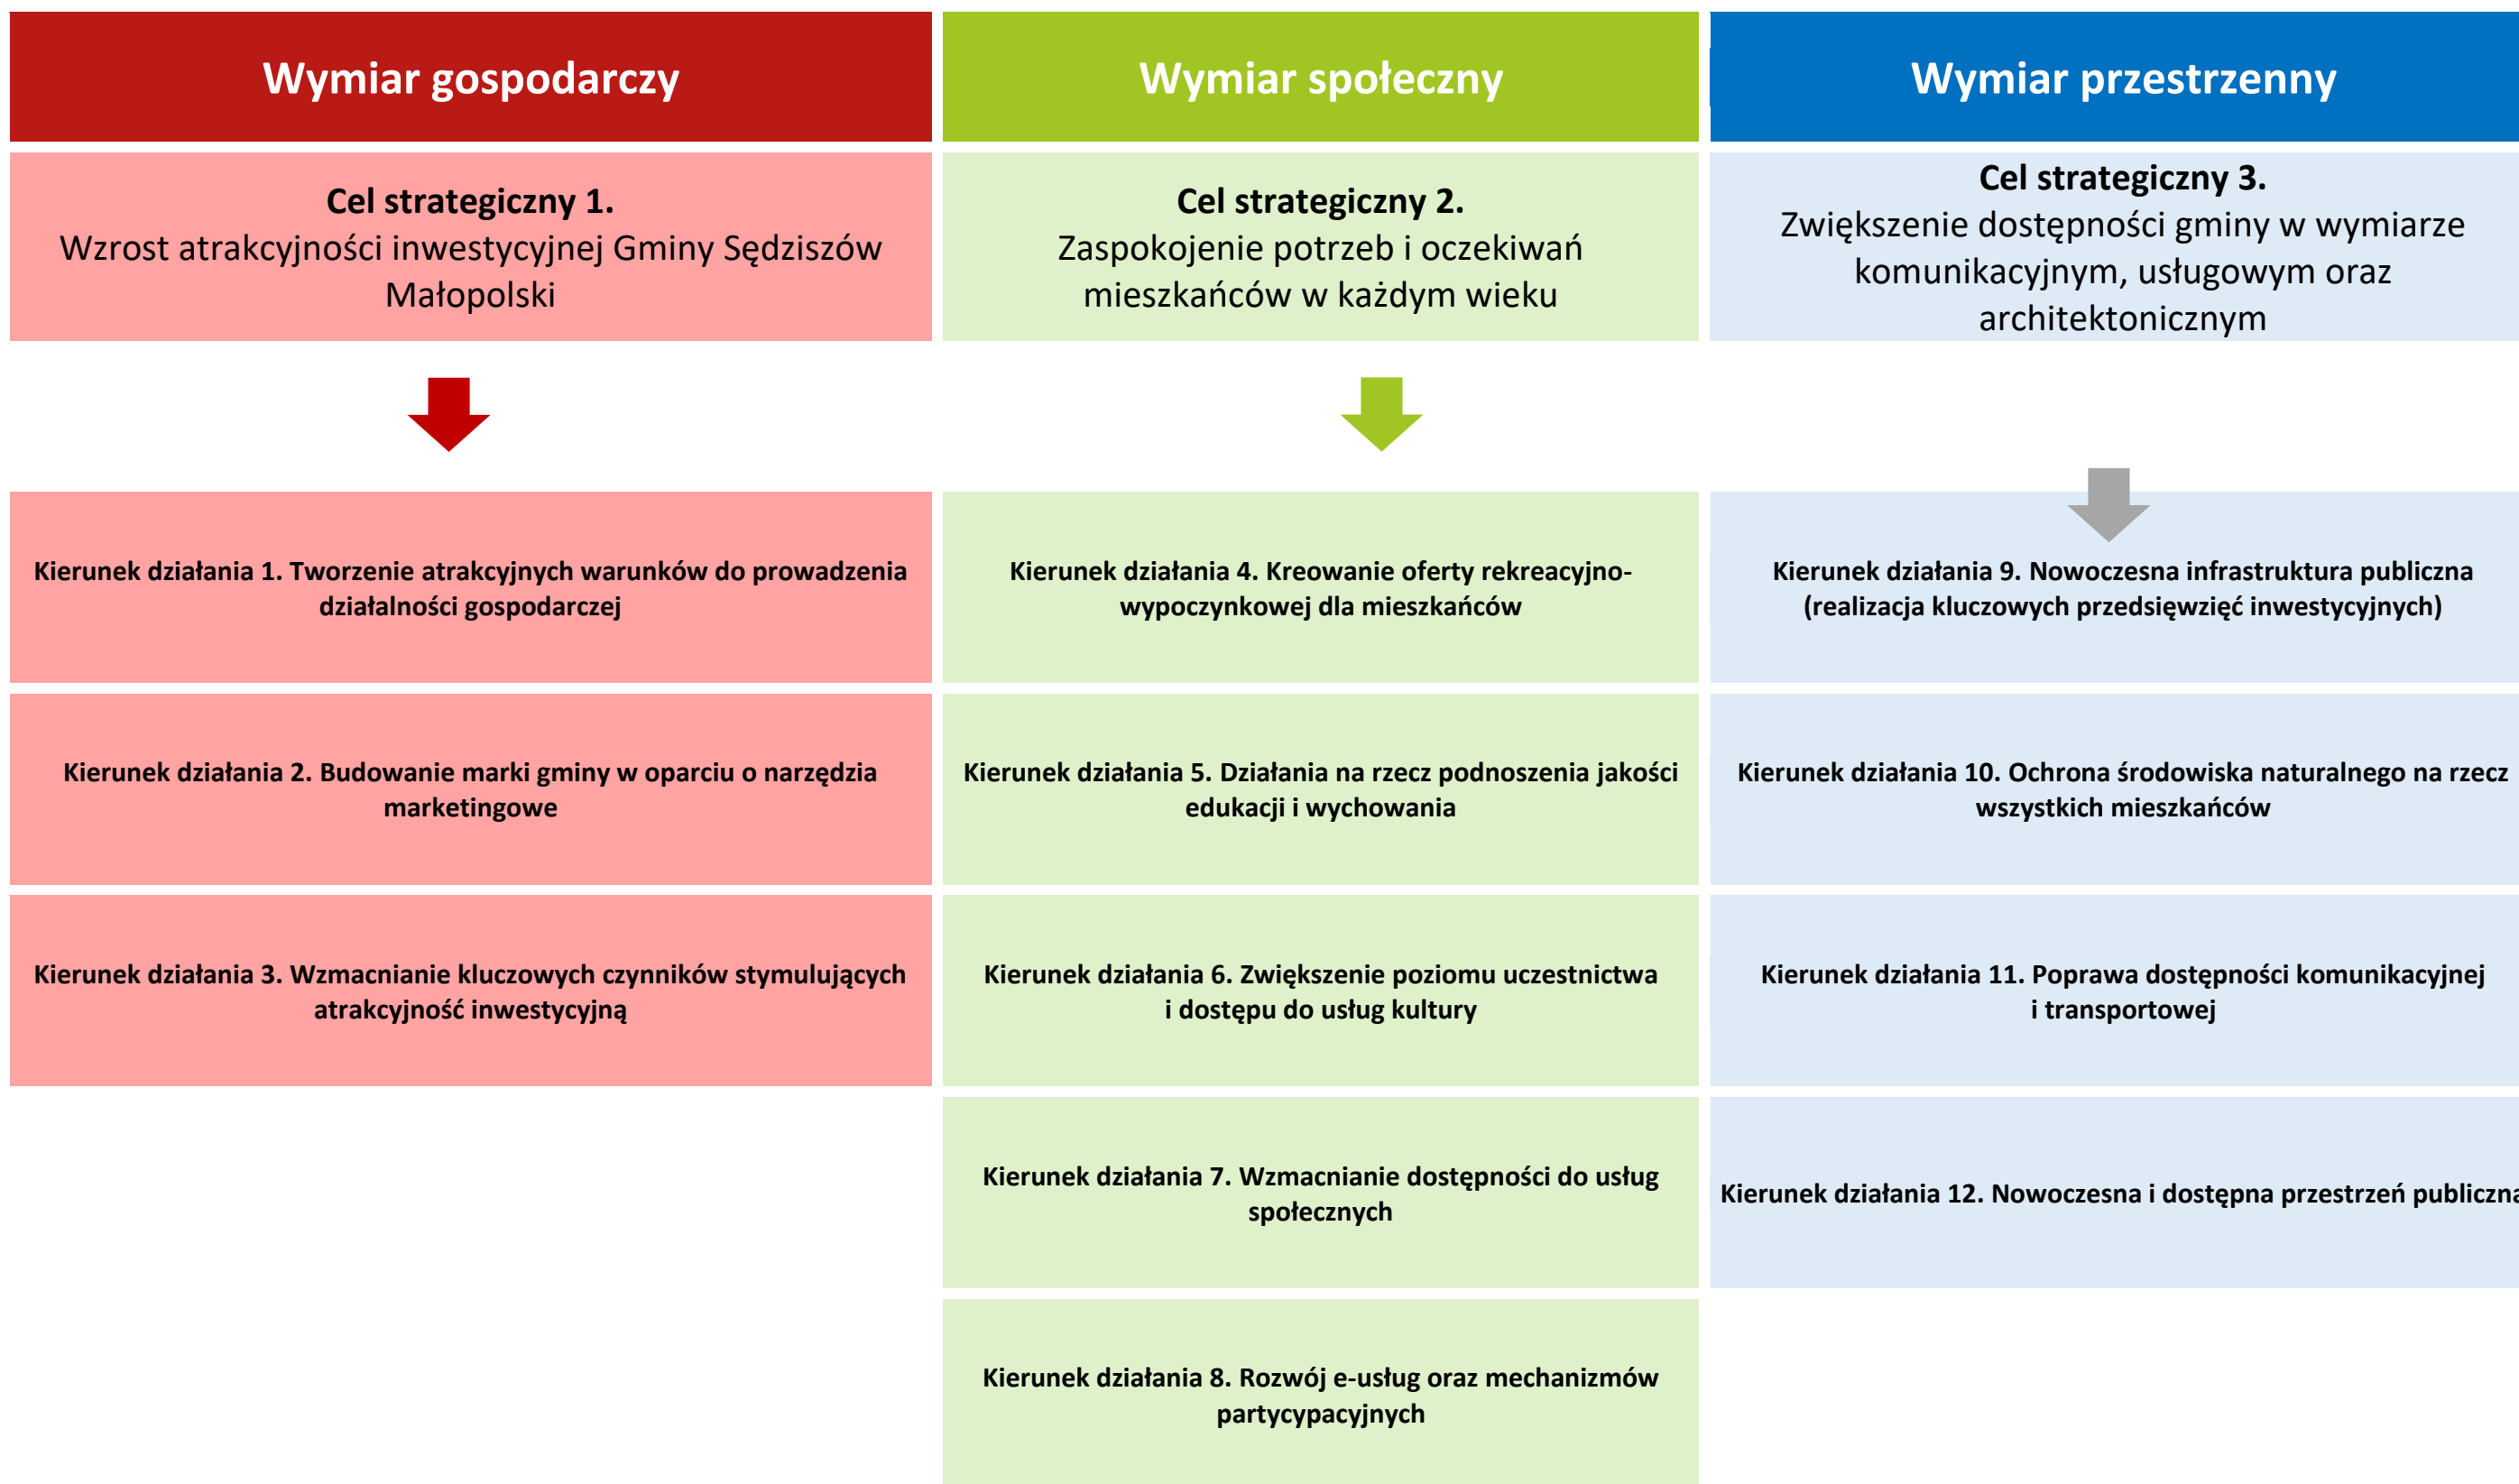 Wymiar gospodarczy
Cel strategiczny 1.
Wzrost atrakcyjności inwestycyjnej Gminy Sędziszów
Małopolski
Kierunek działania 1. Tworzenie atrakcyjnych warunków do prowadzenia
działalności gospodarczej
Kierunek działania 2. Budowanie marki gminy w oparciu o narzędzia
marketingowe
Kierunek działania 3. Wzmacnianie kluczowych czynników stymulujących
atrakcyjność inwestycyjną
Wymiar społeczny
Cel strategiczny 2.
Zaspokojenie potrzeb i oczekiwań
mieszkańców w każdym wieku
Kierunek działania 4. Kreowanie oferty rekreacyjno-
wypoczynkowej dla mieszkańców
Kierunek działania 5. Działania na rzecz podnoszenia jakości
edukacji i wychowania
Kierunek działania 6. Zwiększenie poziomu uczestnictwa
i dostępu do usług kultury
Kierunek działania 7. Wzmacnianie dostępności do usług
społecznych
Kierunek działania 8. Rozwój e-usług oraz mechanizmów
partycypacyjnych
Wymiar przestrzenny
Cel strategiczny 3.
Zwiększenie dostępności gminy w wymiarze
komunikacyjnym, usługowym oraz
architektonicznym
Kierunek działania 9. Nowoczesna infrastruktura publiczna
(realizacja kluczowych przedsięwzięć inwestycyjnych)
Kierunek działania 10. Ochrona środowiska naturalnego na rzecz
wszystkich mieszkańców
Kierunek działania 11. Poprawa dostępności komunikacyjnej
i transportowej
Kierunek działania 12. Nowoczesna i dostępna przestrzeń publiczna